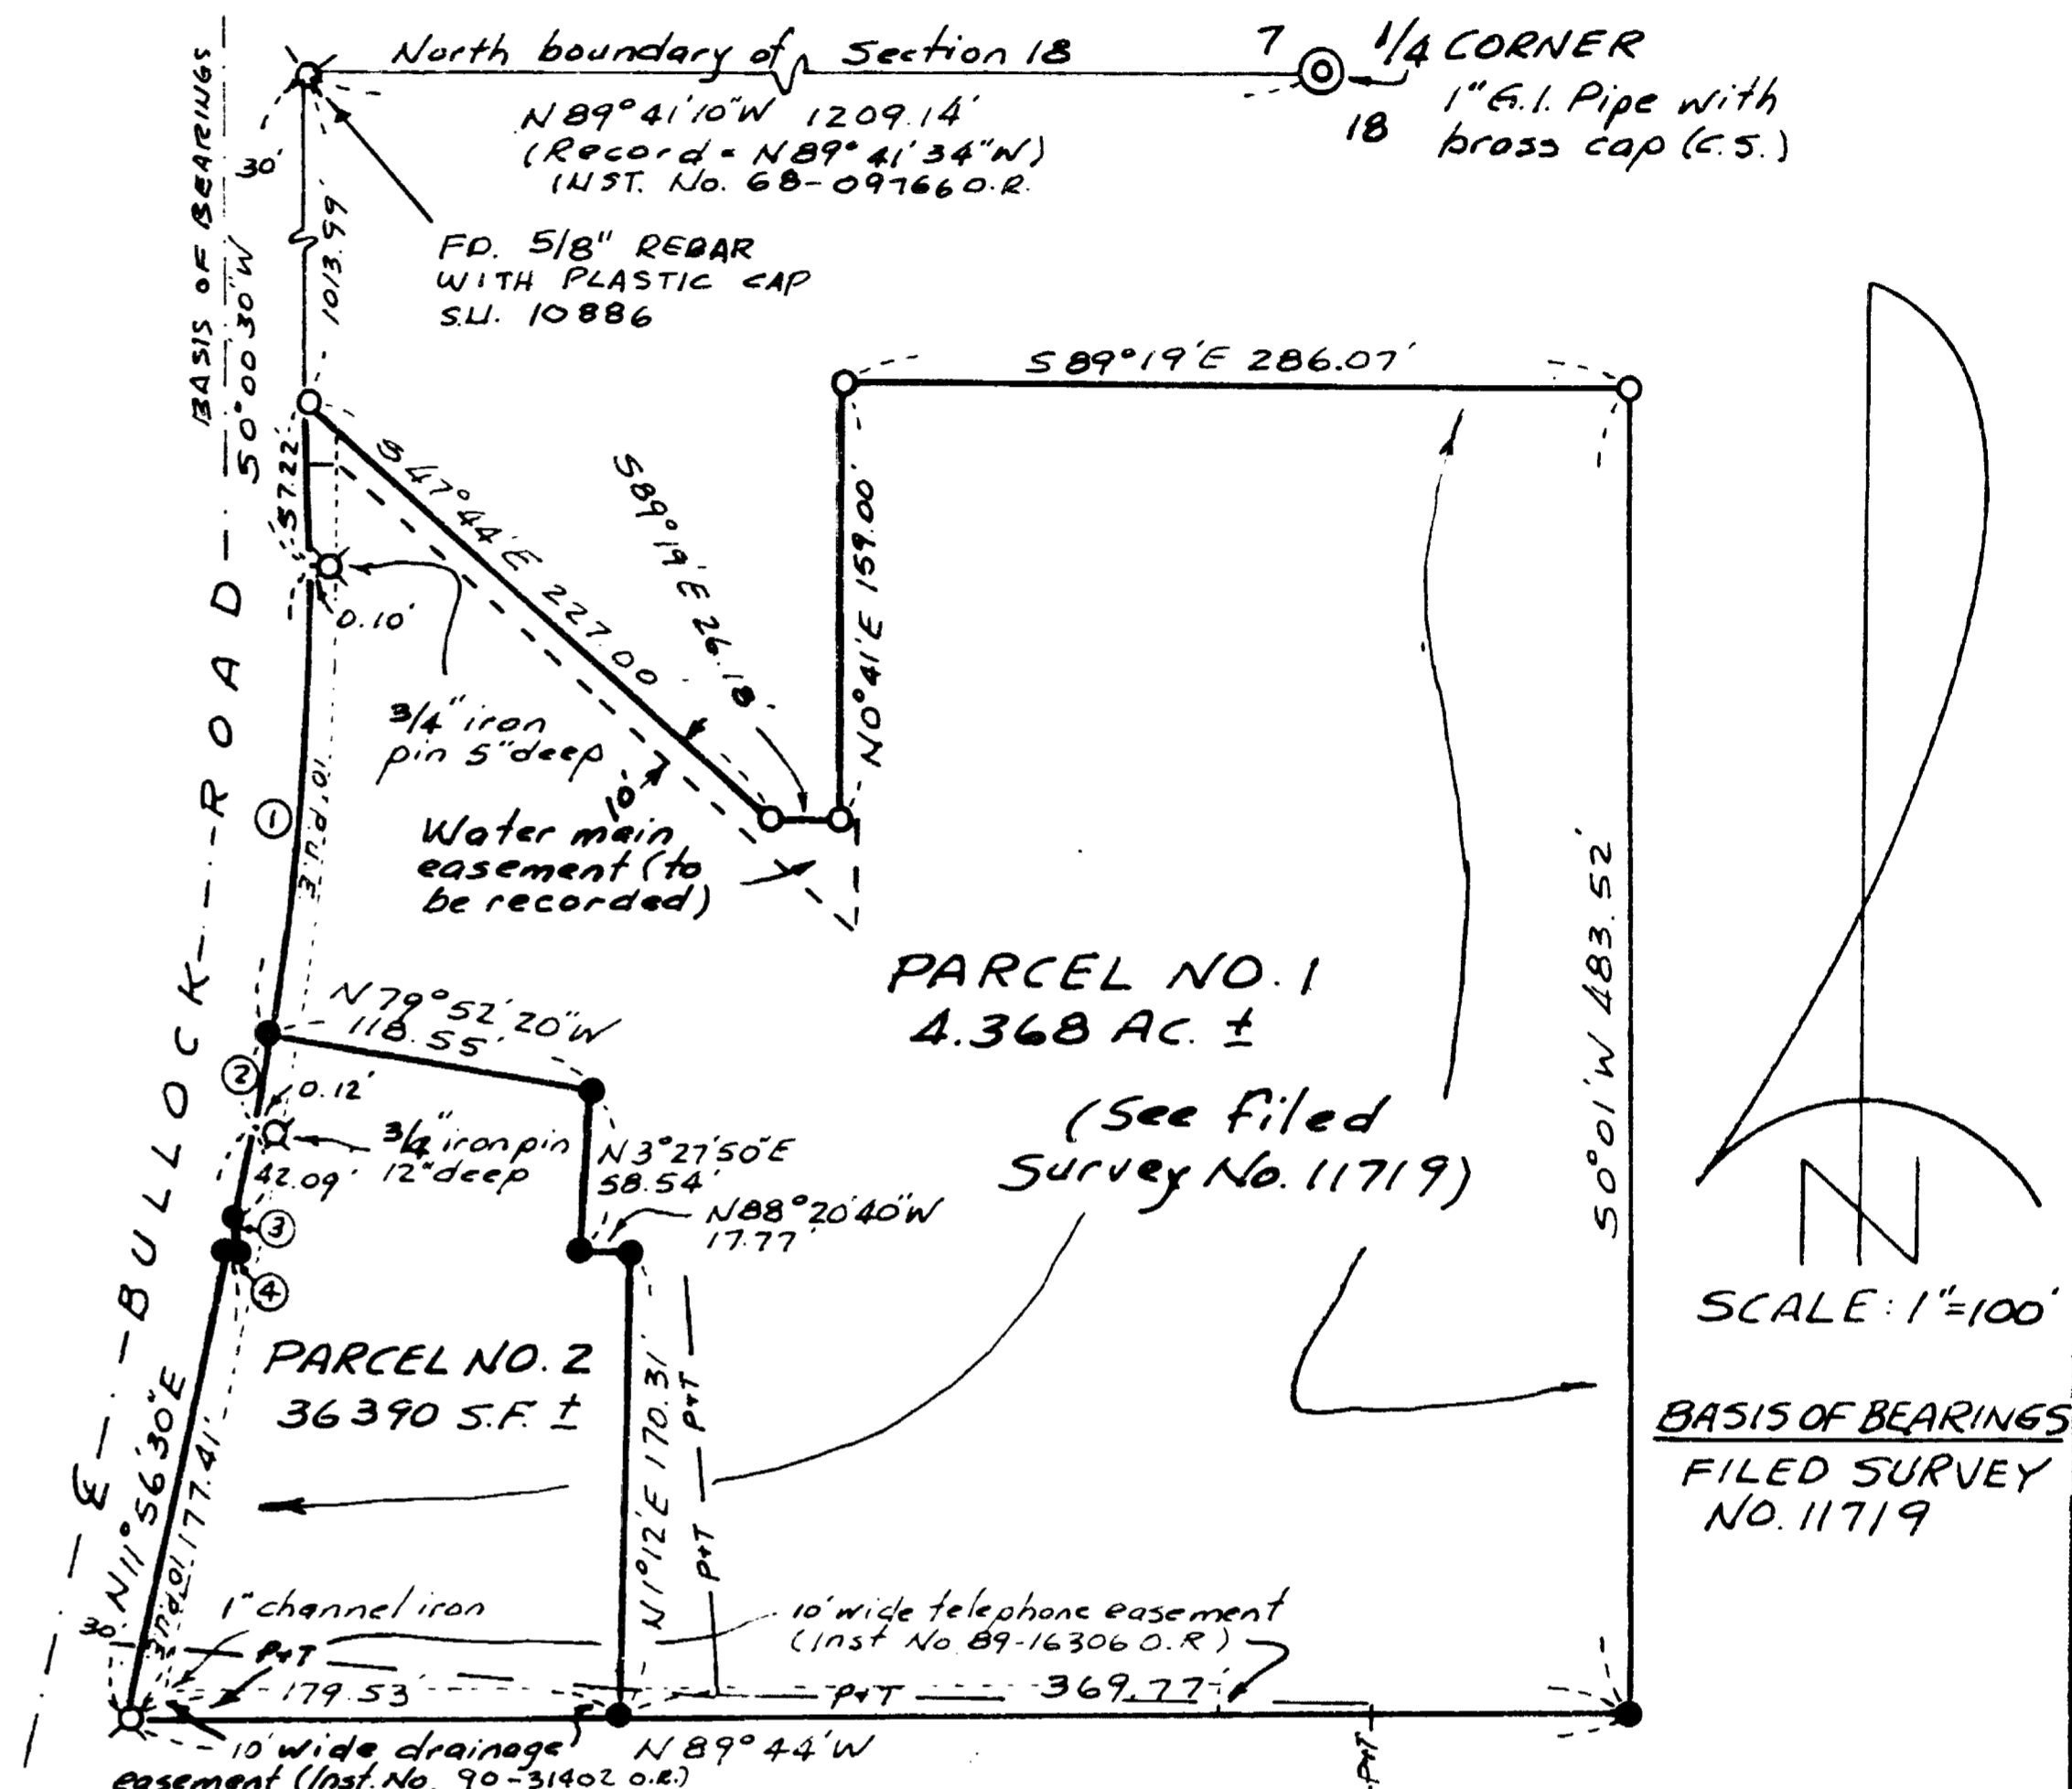 North boundary of Section 18
7
1/4 CORNER
1" G.I. Pipe with
brass cap (C.S.)
18
N89°41'10"W 1209.14'
(Record = N89°41'34"W)
INST. No. 68-09766 O.R.
30'
BASIS OF BEARINGS
S0°00'30"W
1013.99'
FD. 5/8" REBAR
WITH PLASTIC CAP
10886
S89°19'E 286.07'
57.22'
S47°44'E 227.00
S89°19'E 26.18'
N0°41'E 159.00'
0.10'
3/4" iron
pin 5" deep
10'
Water main
easement (to
be recorded)
10' P.U.E
1
BULLOCK ROAD
S0°01'W 483.52'
PARCEL NO. 1
4.368 AC. ±
(See filed
Survey No. 11719)
N79°52'20"W
118.55'
2
0.12'
3/4" iron pin
12" deep
42.09'
N3°27'50"E
58.54'
N88°20'40"W
17.77'
3
4
N
SCALE: 1"=100'
PARCEL NO. 2
36390 S.F. ±
BASIS OF BEARINGS
FILED SURVEY
NO. 11719
N11°56'30"E
177.41'
10' P.U.E
N1°12'E 170.31'
P+T
P+T
1" channel iron
30'
P+T
10' wide telephone easement
(Inst No. 89-16306 O.R.)
179.53'
P+T
369.77'
10' wide drainage
easement (Inst. No. 90-31402 O.R.)
N89°44'W
P+T